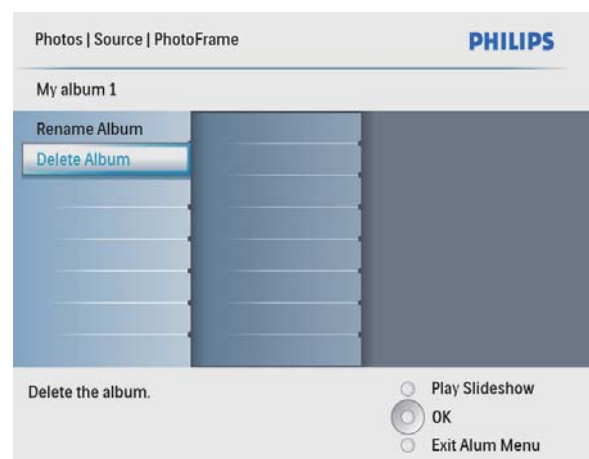 Photos | Source | PhotoFrame
PHILIPS
My album 1
Rename Album
Delete Album
Delete the album.
Play Slideshow
OK
Exit Alum Menu